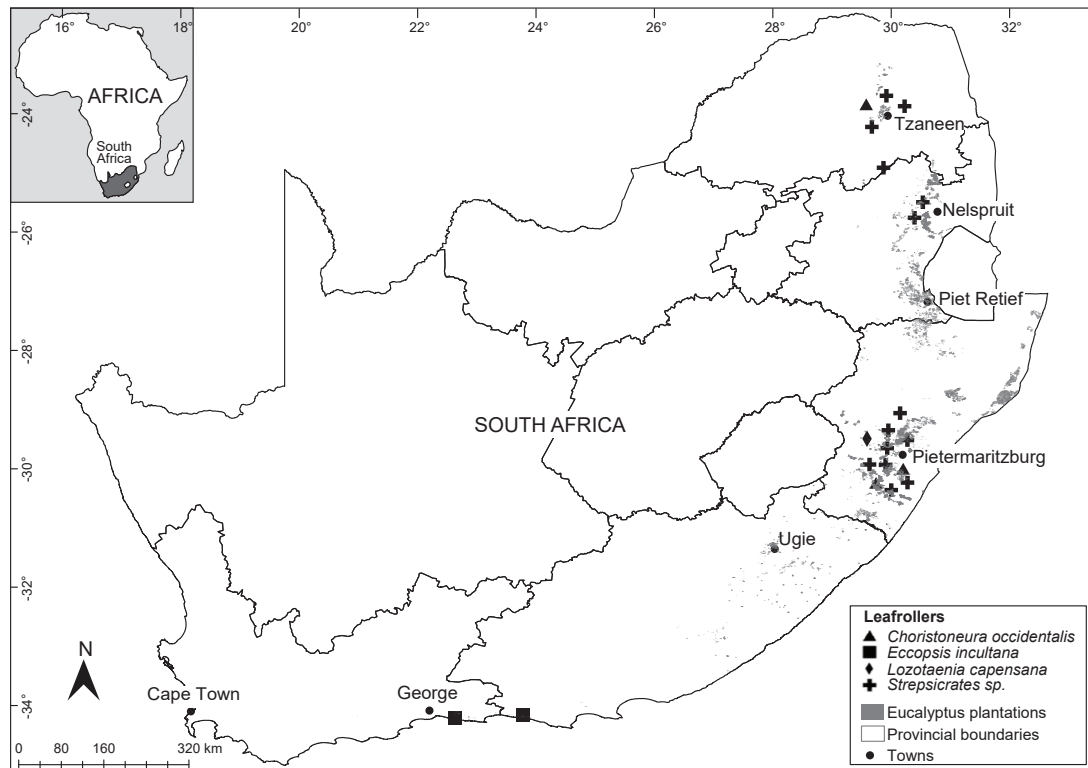 16° 18° 20° 22° 24° 26° 28° 30° 32°
AFRICA
South
Africa
-24°
-26°
-28°
-30°
-32°
-34°
Tzaneen
Nelspruit
Piet Retief
SOUTH AFRICA
Pietermaritzburg
Ugie
N
Cape Town
George
0 80 160 320 km
Leafrollers
Choristoneura occidentalis
Eccopsis incultana
Lozotaenia capensana
Strepsicrates sp.
Eucalyptus plantations
Provincial boundaries
Towns